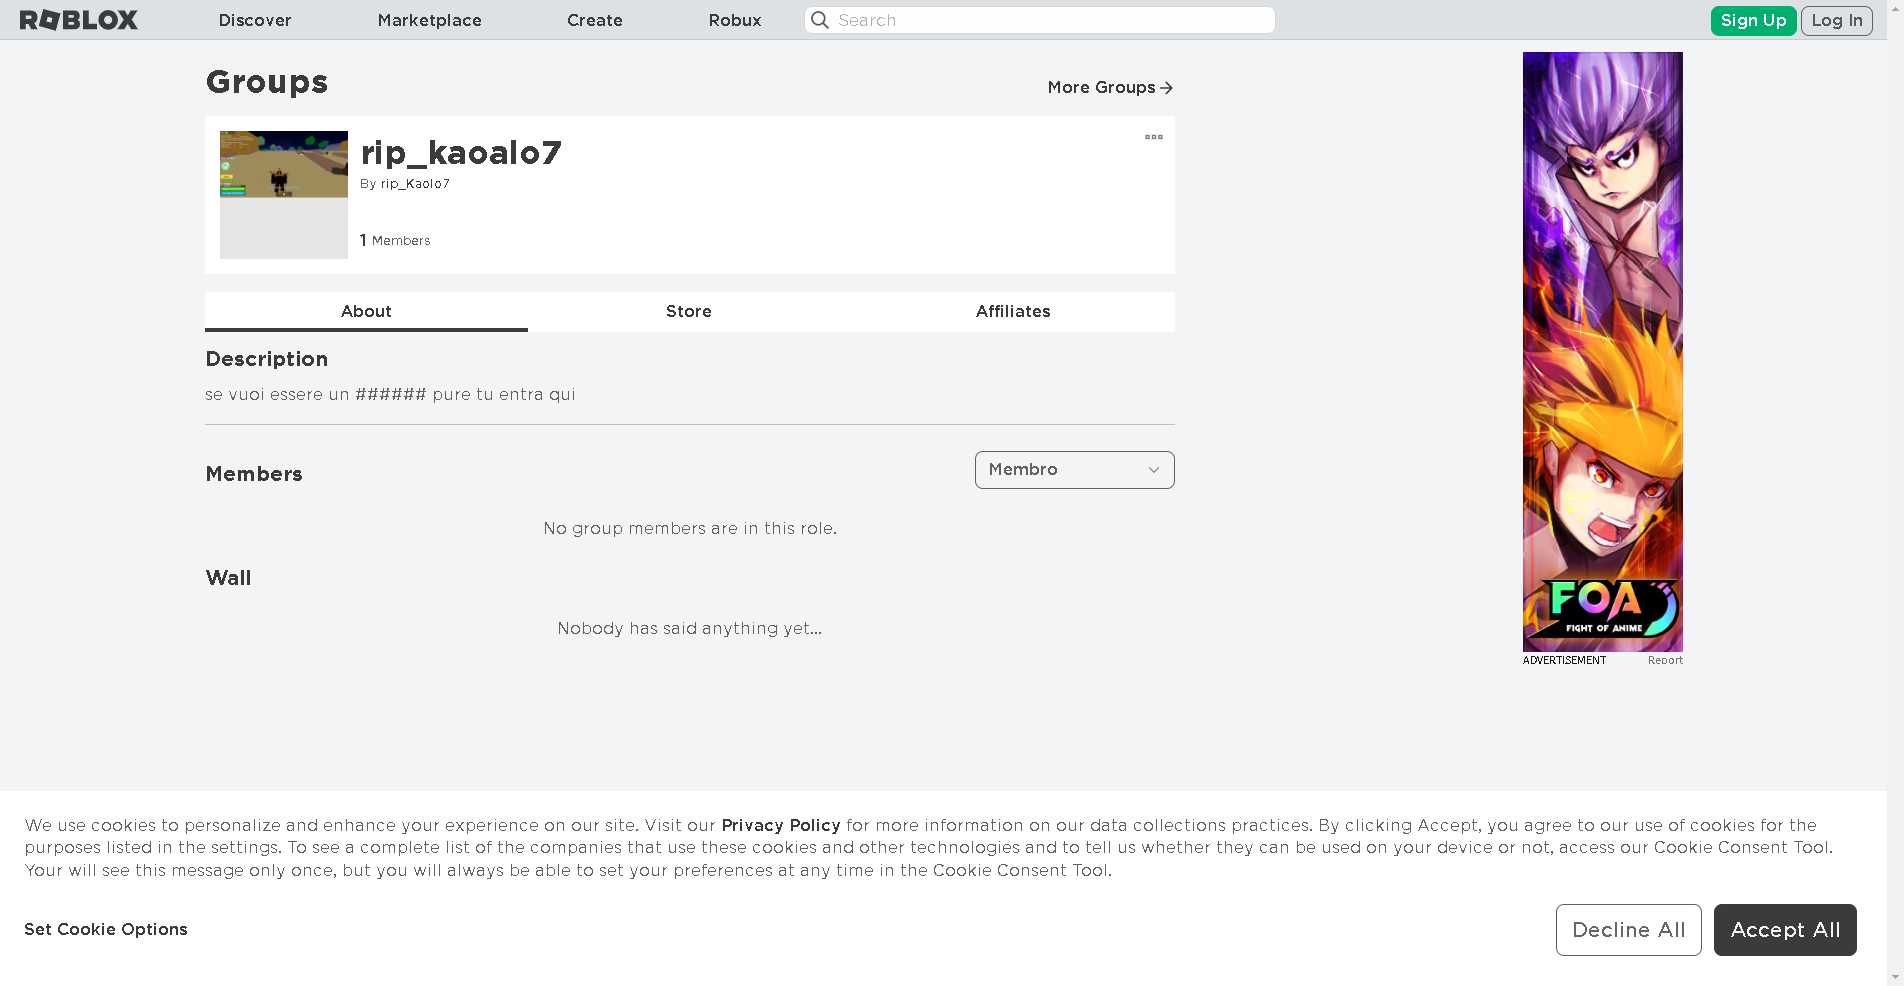 ROBLOX Discover Marketplace Create Robux Search Sign Up Log In
Groups
More Groups
rip_kaoalo7
By rip_Kaolo7
1 Members
About Store Affiliates
Description
se vuoi essere un ###### pure tu entra qui
Members
Membro
No group members are in this role.
Wall
Nobody has said anything yet...
FOA
FIGHT OF ANIME
ADVERTISEMENT Report
We use cookies to personalize and enhance your experience on our site. Visit our Privacy Policy for more information on our data collections practices. By clicking Accept, you agree to our use of cookies for the
purposes listed in the settings. To see a complete list of the companies that use these cookies and other technologies and to tell us whether they can be used on your device or not, access our Cookie Consent Tool.
Your will see this message only once, but you will always be able to set your preferences at any time in the Cookie Consent Tool.
Set Cookie Options
Decline All
Accept All